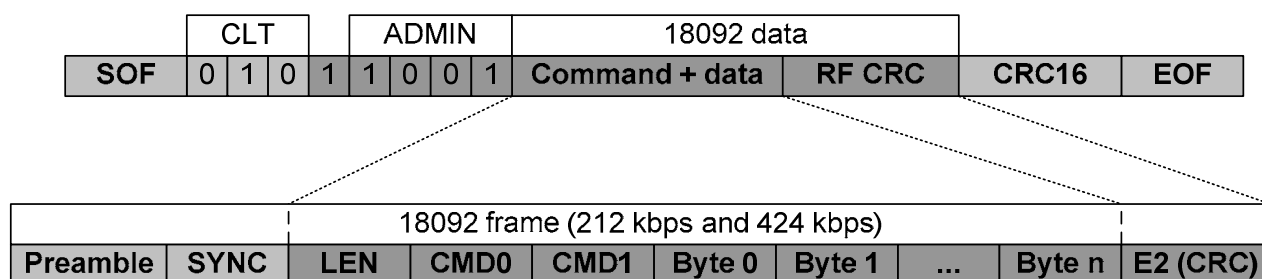 CLT ADMIN 18092 data
SOF 0 1 0 1 1 0 0 1 Command + data RF CRC CRC16 EOF
18092 frame (212 kbps and 424 kbps)
Preamble SYNC LEN CMD0 CMD1 Byte 0 Byte 1 ... Byte n E2 (CRC)